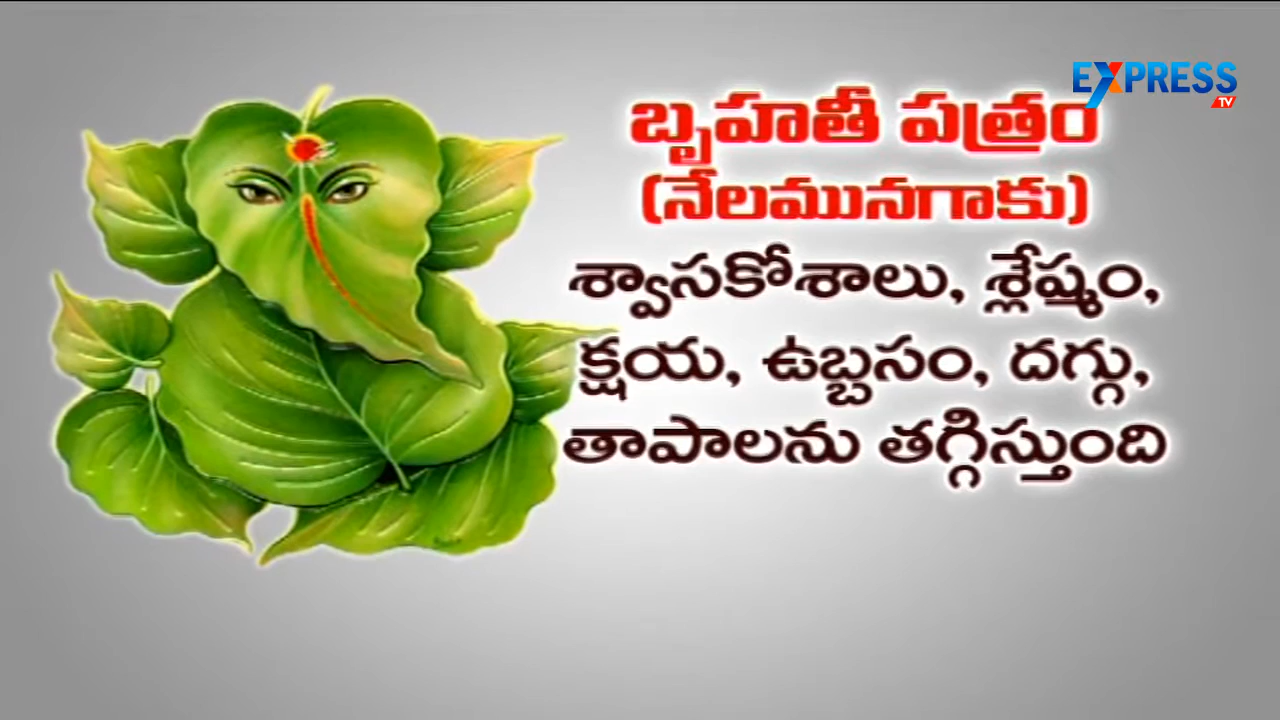 EXPRESS
TV
బృహతీ పత్రం
(నేలమునగాకు)
శ్వాసకోశాలు, శ్లేష్మం,
క్షయ, ఉబ్బసం, దగ్గు,
తాపాలను తగ్గిస్తుంది